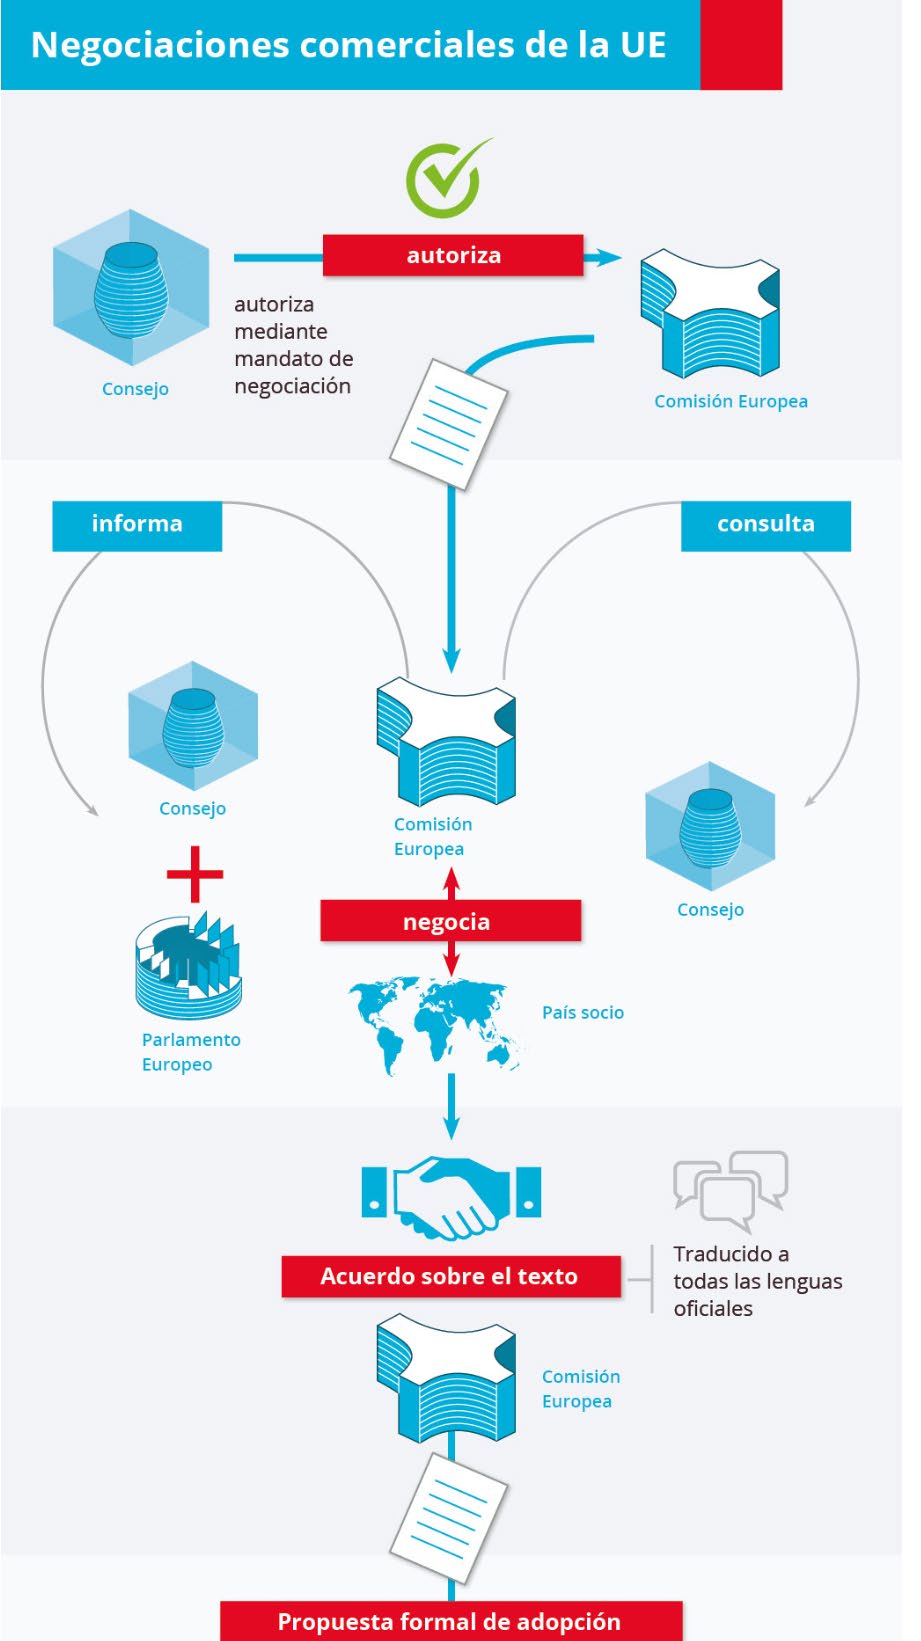 Negociaciones comerciales de la UE
autoriza
autoriza
mediante
mandato de
negociación
Consejo
Comisión Europea
informa
consulta
Consejo
Comisión
Europea
Consejo
negocia
País socio
Parlamento
Europeo
Acuerdo sobre el texto
Traducido a
todas las lenguas
oficiales
Comisión
Europea
Propuesta formal de adopción